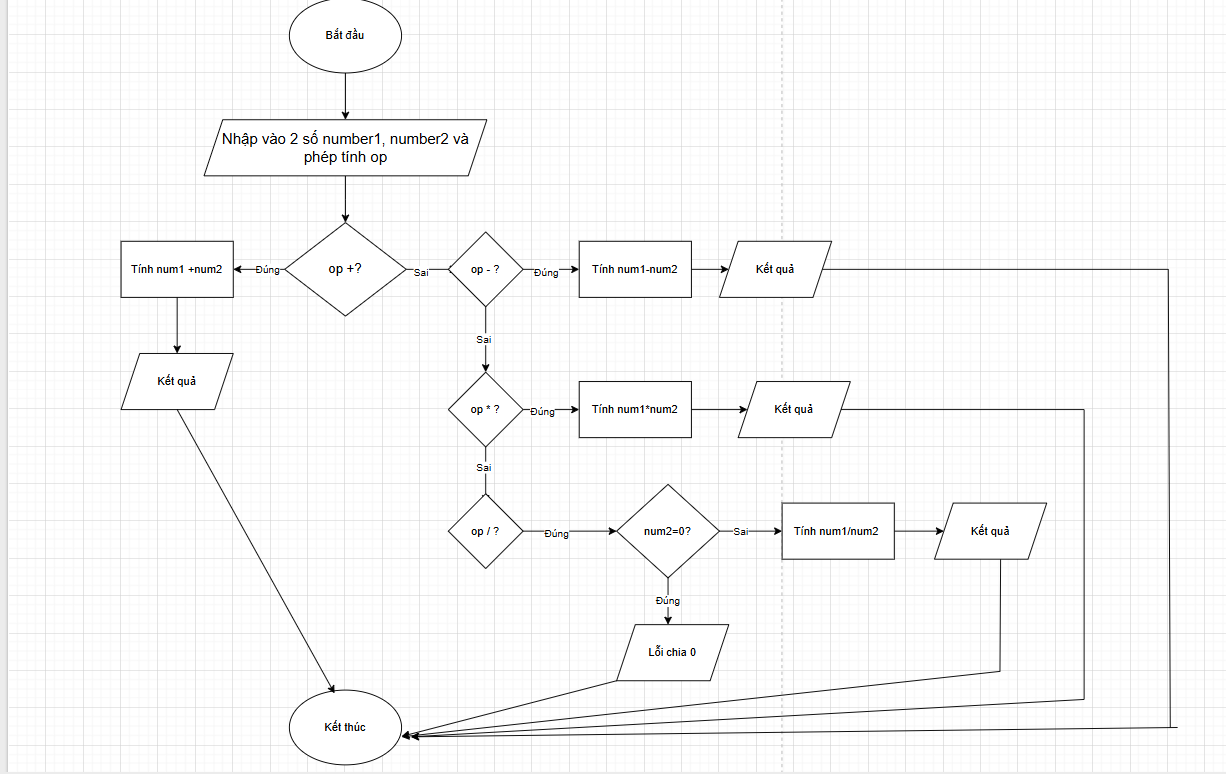 Bắt đầu
Nhập vào 2 số number1, number2 và
phép tính op
Tính num1 +num2
Đúng
op +?
Sai
op - ?
Đúng
Tính num1-num2
Kết quả
Sai
Kết quả
op * ?
Đúng
Tính num1*num2
Kết quả
Sai
op / ?
Đúng
num2=0?
Sai
Tính num1/num2
Kết quả
Đúng
Lỗi chia 0
Kết thúc